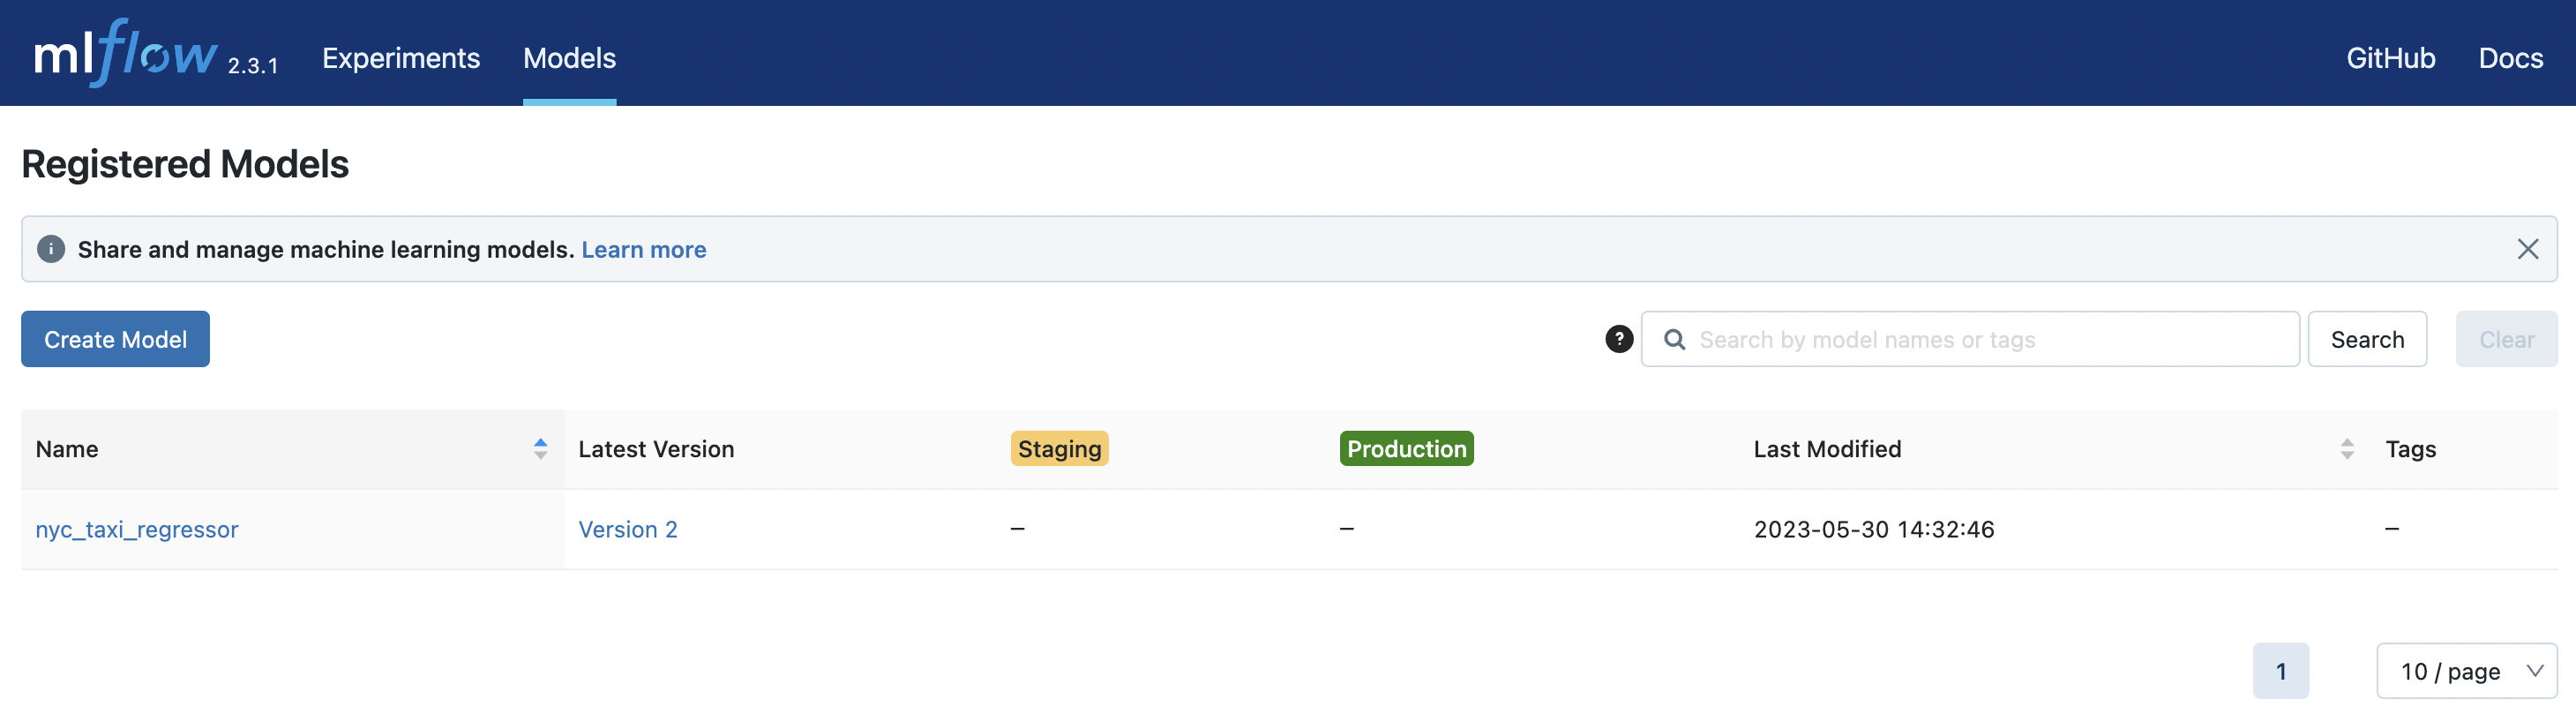 mlflow 2.3.1 Experiments Models GitHub Docs
Registered Models
Share and manage machine learning models. Learn more
Create Model ? Search by model names or tags Search Clear
Name Latest Version Staging Production Last Modified Tags
nyc_taxi_regressor Version 2 – – 2023-05-30 14:32:46 –
1 10 / page